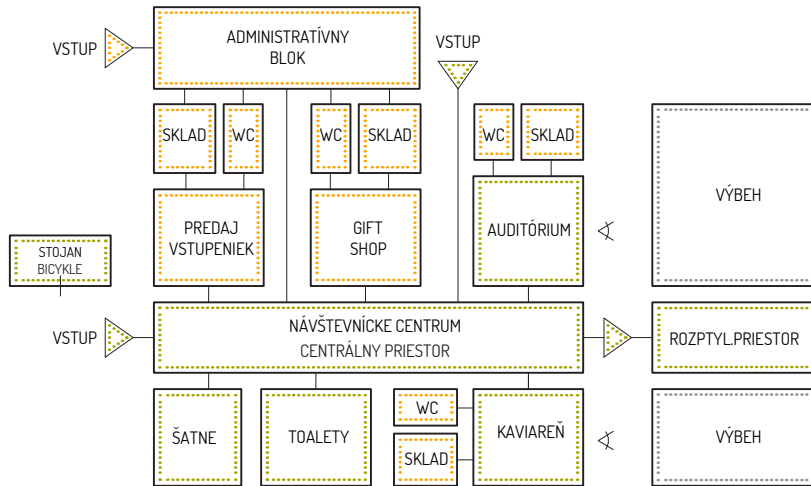 VSTUP
ADMINISTRATÍVNY
BLOK
VSTUP
SKLAD
WC
WC
SKLAD
WC
SKLAD
VÝBEH
PREDAJ
VSTUPENIEK
GIFT
SHOP
AUDITÓRIUM
STOJAN
BICYKLE
VSTUP
NÁVŠTEVNÍCKE CENTRUM
CENTRÁLNY PRIESTOR
ROZPTYL.PRIESTOR
ŠATNE
TOALETY
WC
SKLAD
KAVIAREŇ
VÝBEH